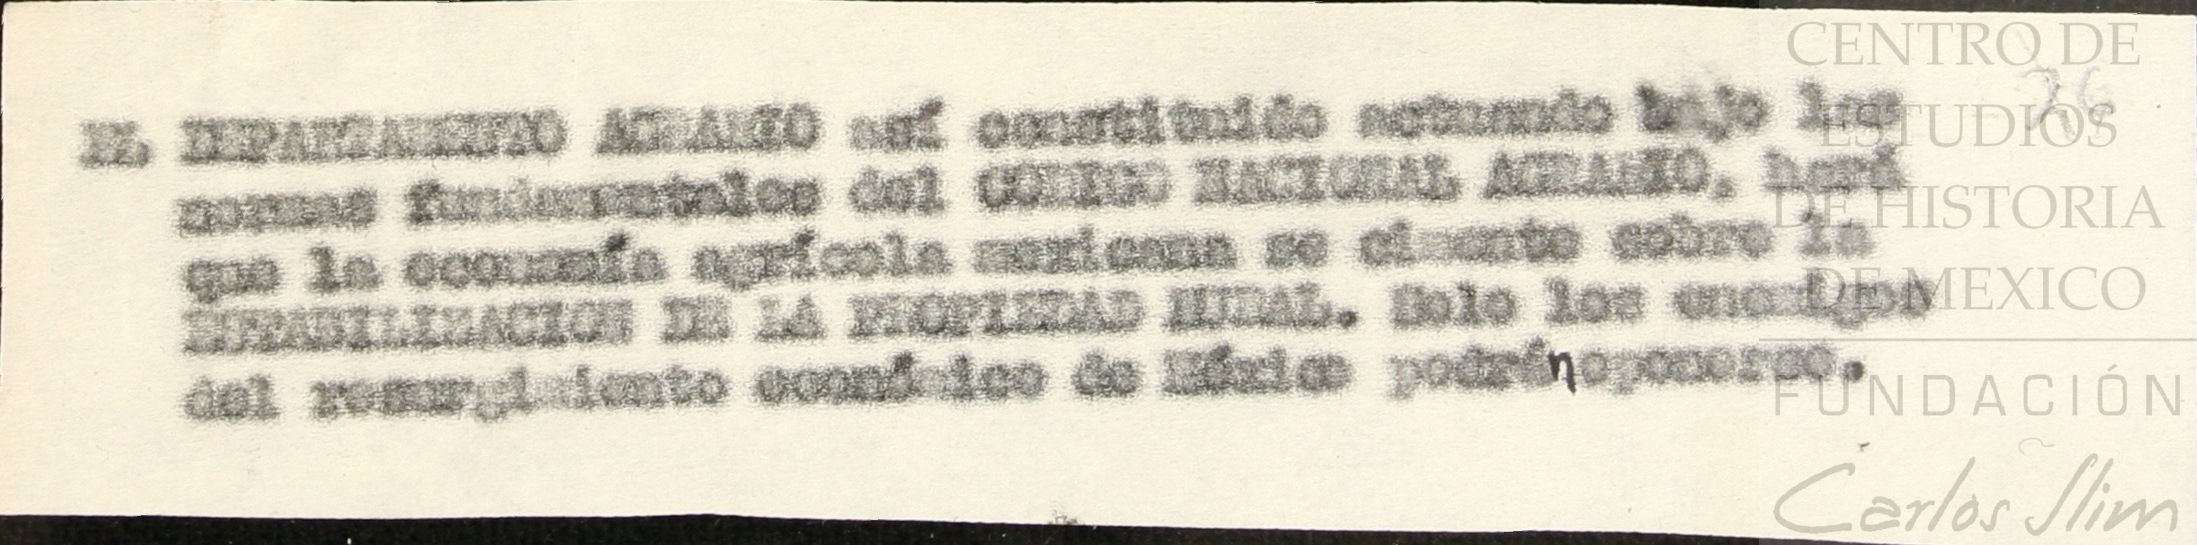 EL DEPARTAMENTO AGRARIO así constituído actuando bajo las
normas fundamentales del CODIGO NACIONAL AGRARIO, hará
que la economía agrícola mexicana se cimente sobre la
ESTABILIZACION DE LA PROPIEDAD RURAL. Solo los enemigos
del resurgimiento económico de México podrán oponerse.
76
CENTRO DE
ESTUDIOS
DE HISTORIA
DE MEXICO
FUNDACIÓN
Carlos Slim